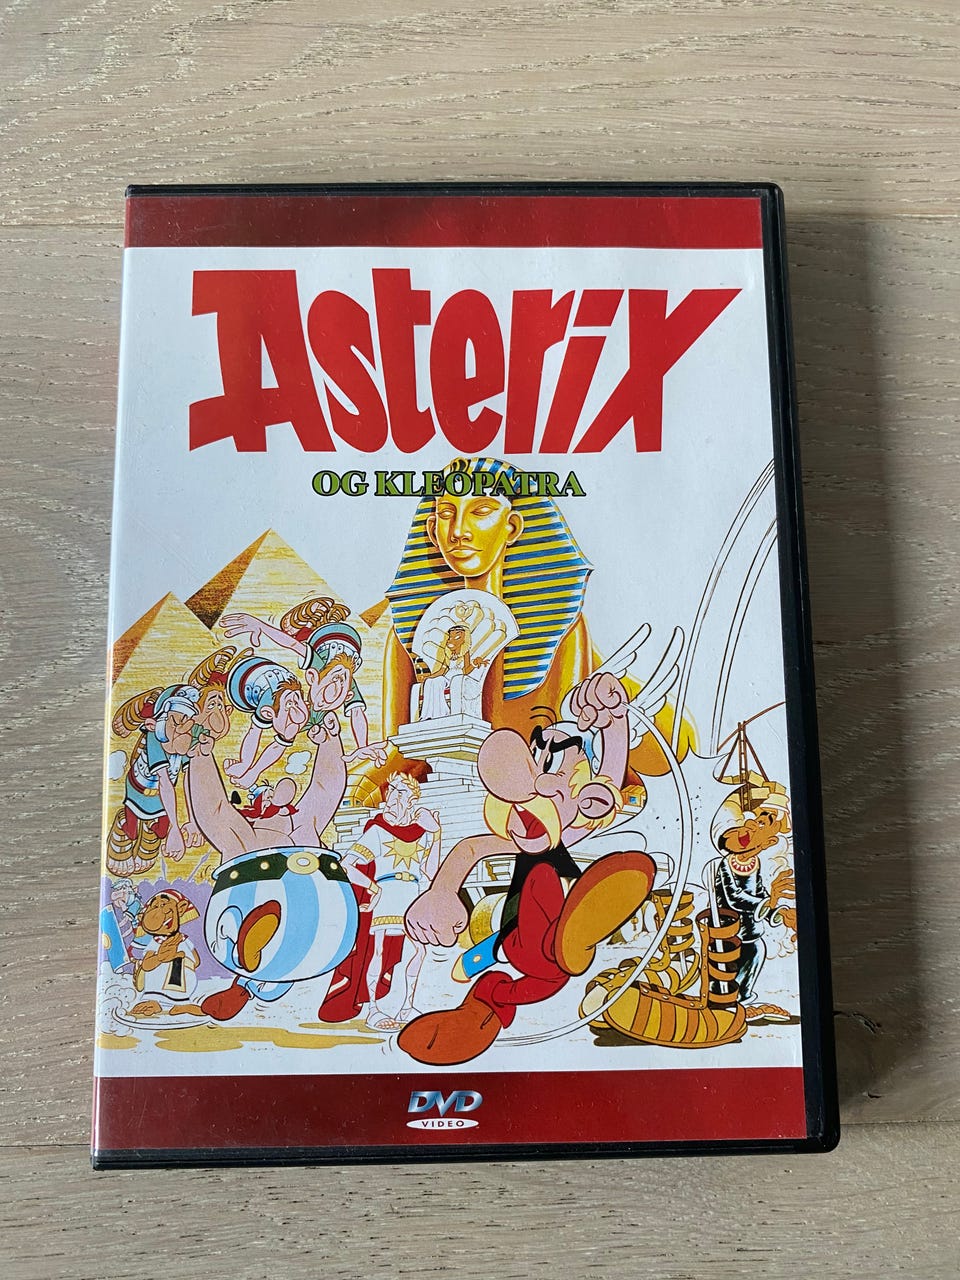 Asterix
OG KLEOPATRA
DVD
VIDEO